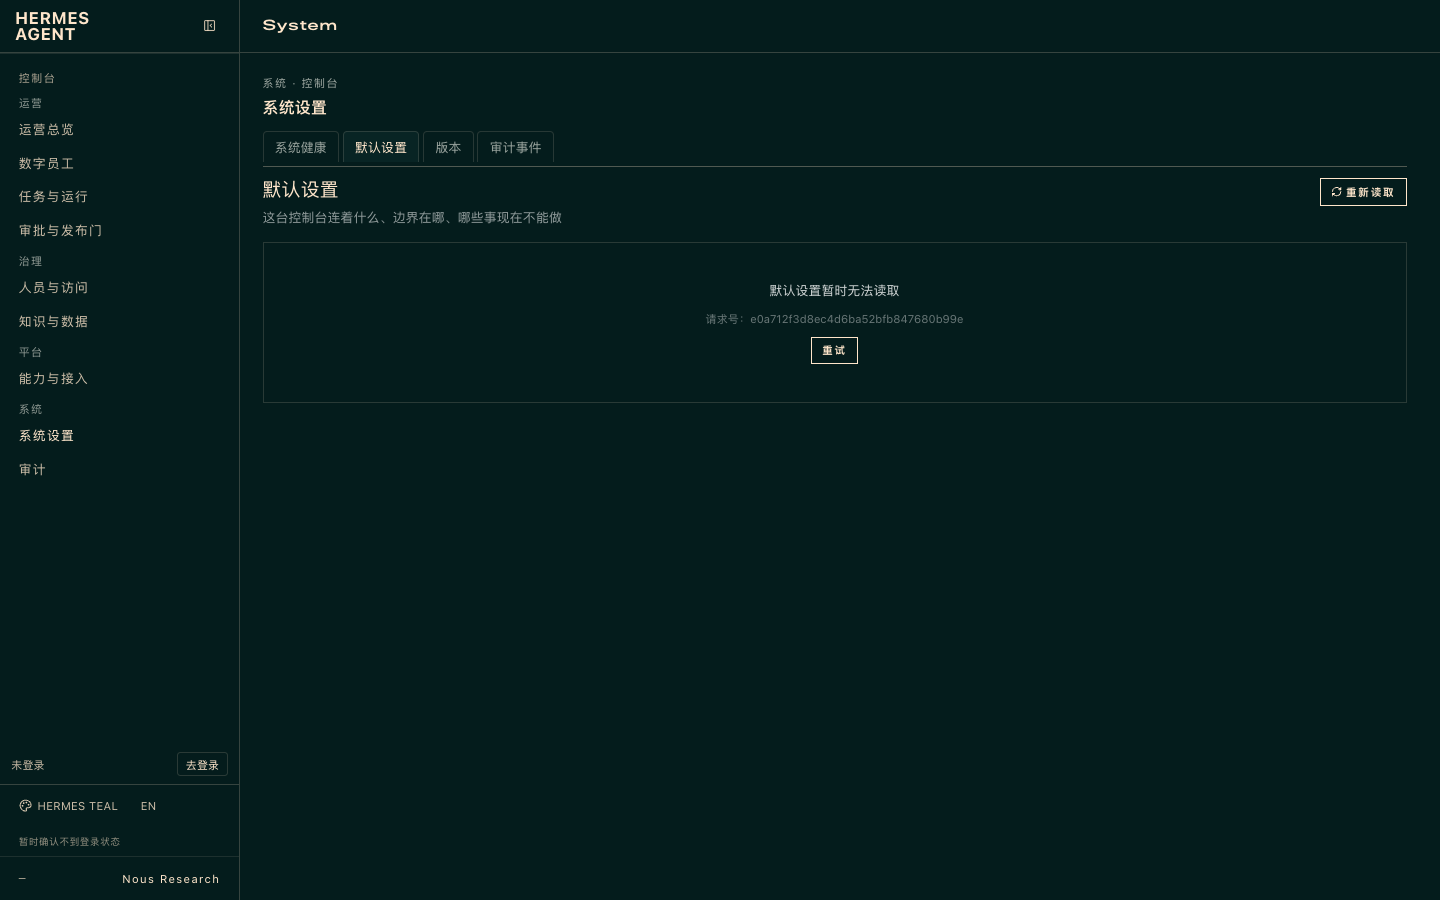 HERMES
AGENT
System
控制台
运营
运营总览
数字员工
任务与运行
审批与发布门
治理
人员与访问
知识与数据
平台
能力与接入
系统
系统设置
审计
未登录
去登录
HERMES TEAL
EN
暂时确认不到登录状态
—
Nous Research
系统 · 控制台
系统设置
系统健康
默认设置
版本
审计事件
默认设置
重新读取
这台控制台连着什么、边界在哪、哪些事现在不能做
默认设置暂时无法读取
请求号：e0a712f3d8ec4d6ba52bfb847680b99e
重试